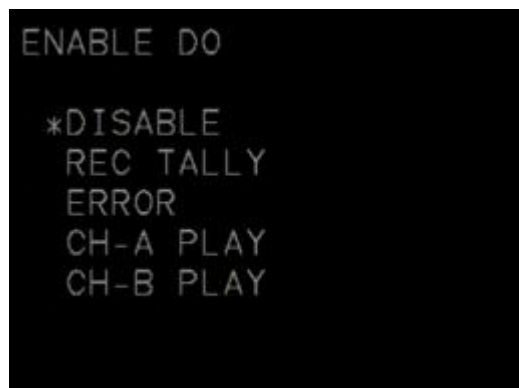 ENABLE DO
*DISABLE
REC TALLY
ERROR
CH-A PLAY
CH-B PLAY